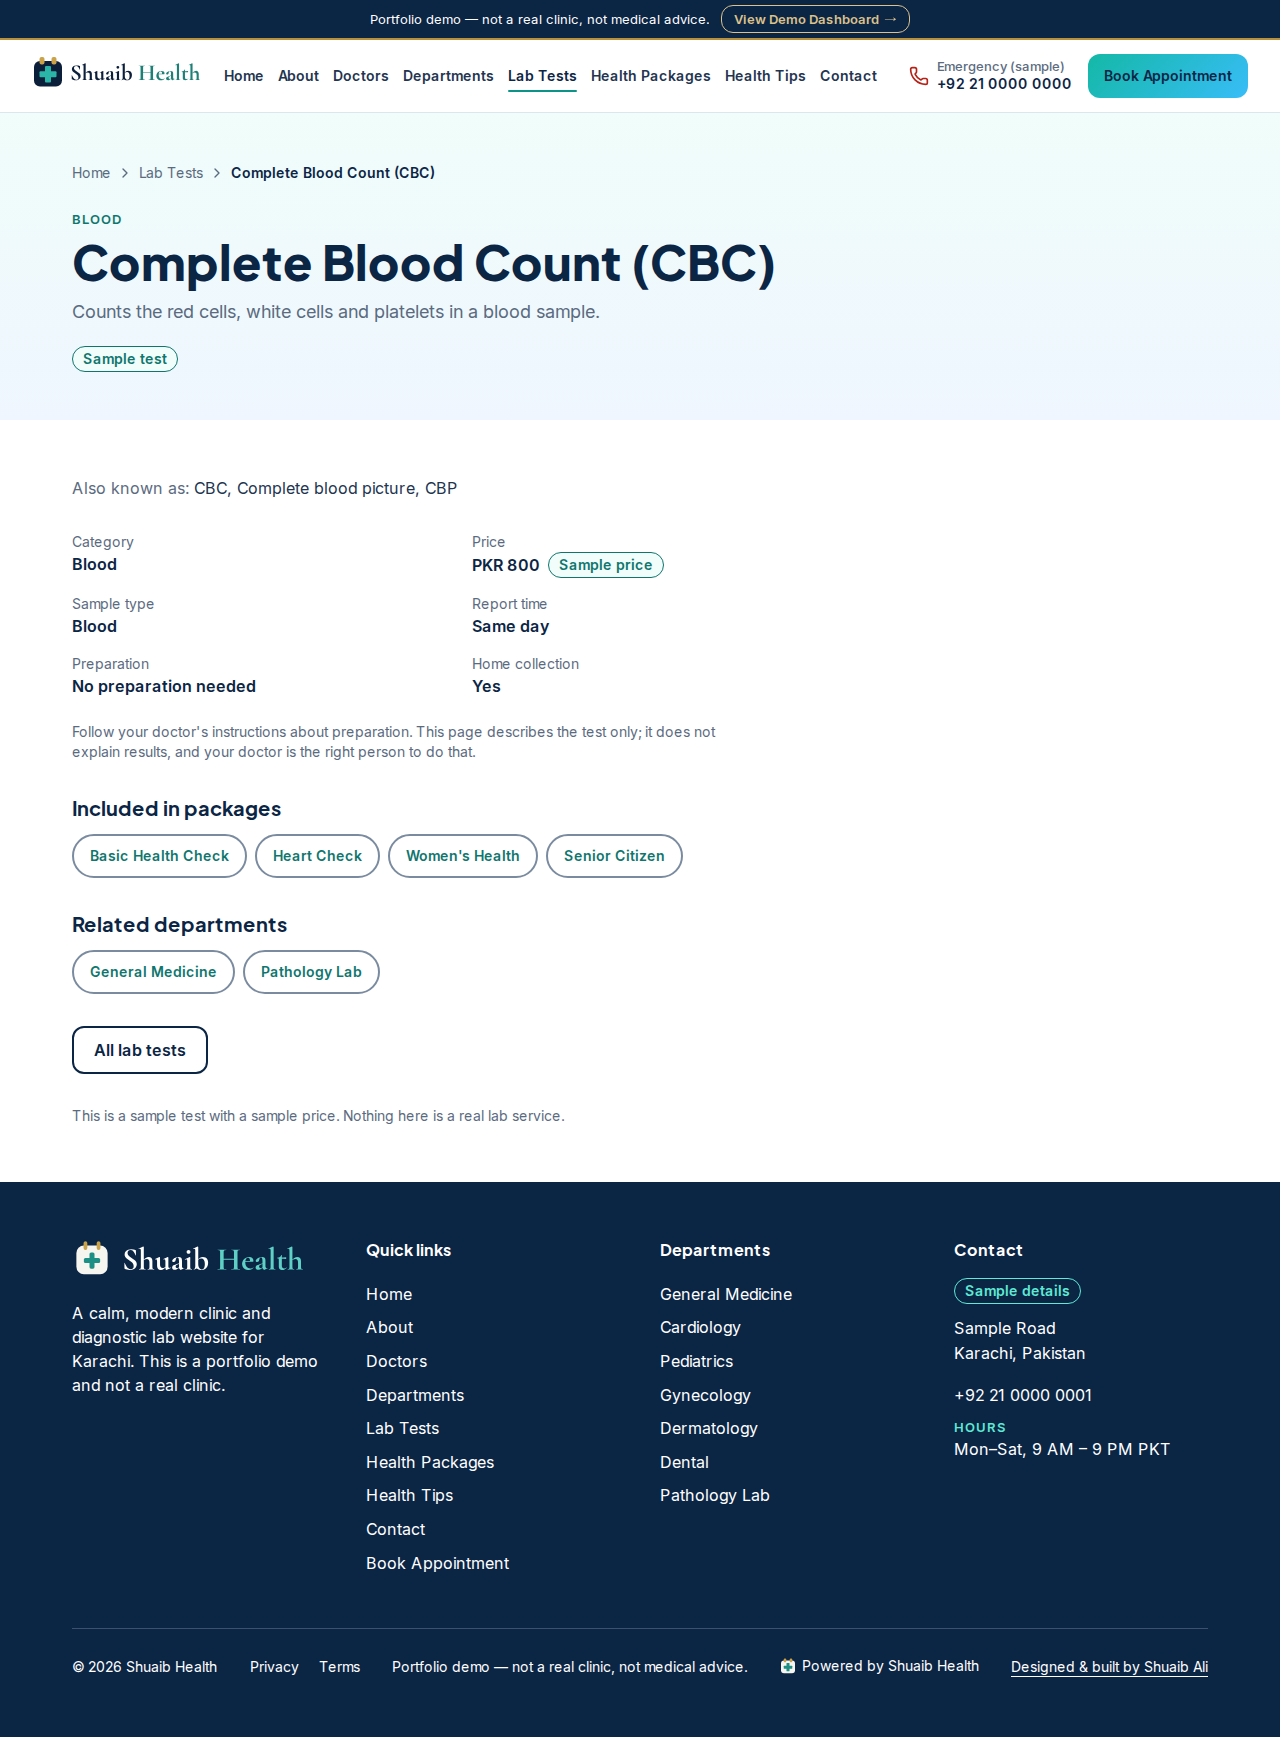 Portfolio demo — not a real clinic, not medical advice. View Demo Dashboard →
Shuaib Health Home About Doctors Departments Lab Tests Health Packages Health Tips Contact Emergency (sample) +92 21 0000 0000 Book Appointment
Home > Lab Tests > Complete Blood Count (CBC)
BLOOD
Complete Blood Count (CBC)
Counts the red cells, white cells and platelets in a blood sample.
Sample test
Also known as: CBC, Complete blood picture, CBP
Category
Blood
Price
PKR 800 Sample price
Sample type
Blood
Report time
Same day
Preparation
No preparation needed
Home collection
Yes
Follow your doctor's instructions about preparation. This page describes the test only; it does not
explain results, and your doctor is the right person to do that.
Included in packages
Basic Health Check Heart Check Women's Health Senior Citizen
Related departments
General Medicine Pathology Lab
All lab tests
This is a sample test with a sample price. Nothing here is a real lab service.
Shuaib Health
A calm, modern clinic and
diagnostic lab website for
Karachi. This is a portfolio demo
and not a real clinic.
Quick links
Home
About
Doctors
Departments
Lab Tests
Health Packages
Health Tips
Contact
Book Appointment
Departments
General Medicine
Cardiology
Pediatrics
Gynecology
Dermatology
Dental
Pathology Lab
Contact
Sample details
Sample Road
Karachi, Pakistan
+92 21 0000 0001
HOURS
Mon–Sat, 9 AM – 9 PM PKT
© 2026 Shuaib Health Privacy Terms Portfolio demo — not a real clinic, not medical advice. Powered by Shuaib Health Designed & built by Shuaib Ali